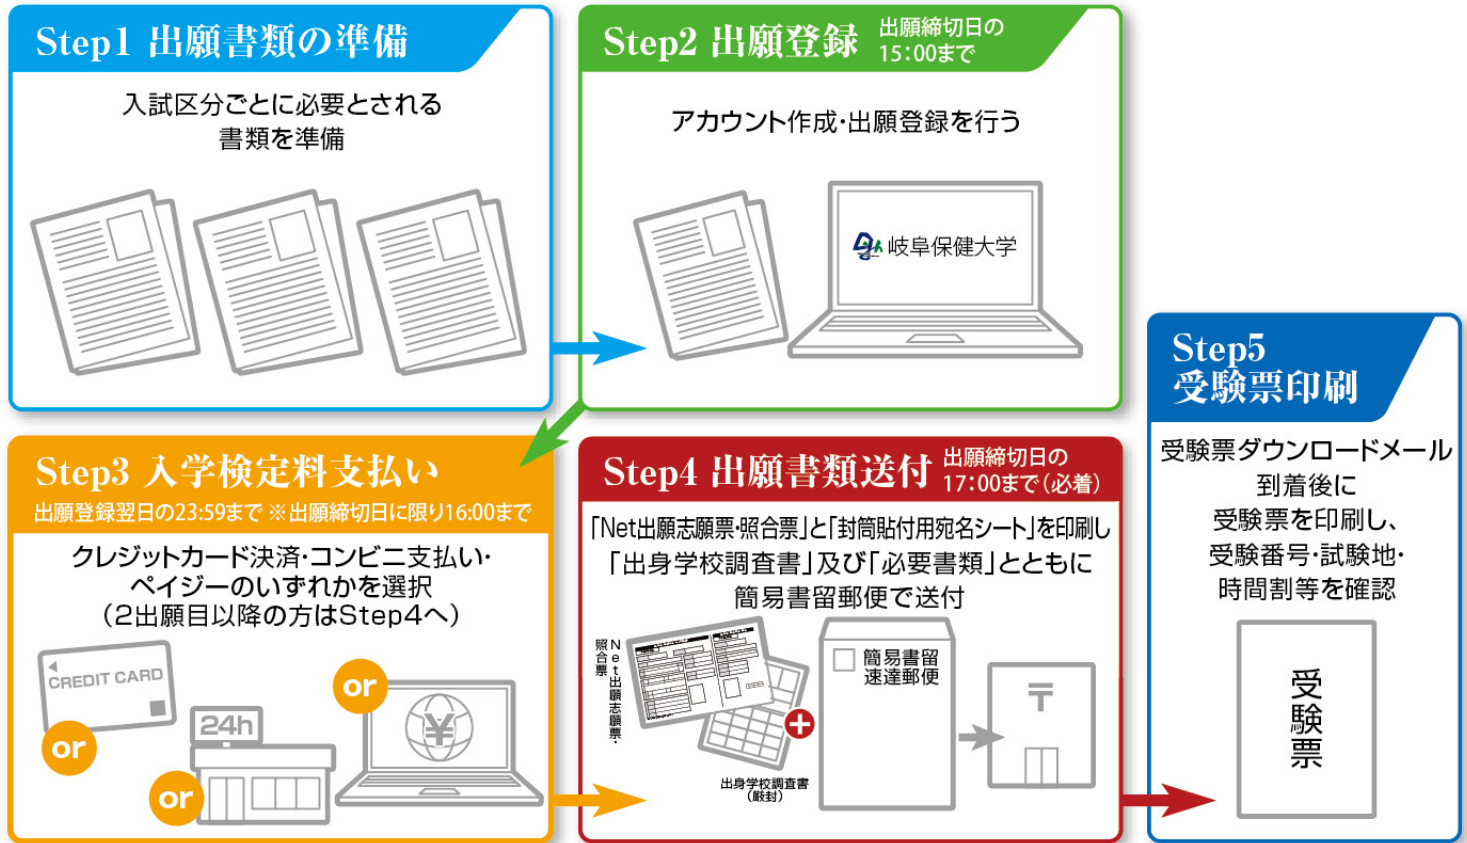 Step1 出願書類の準備
入試区分ごとに必要とされる
書類を準備
Step2 出願登録
出願締切日の
15:00まで
アカウント作成・出願登録を行う
岐阜保健大学
Step3 入学検定料支払い
出願登録翌日の23:59まで ※出願締切日に限り16:00まで
クレジットカード決済・コンビニ支払い・
ペイジーのいずれかを選択
(2出願目以降の方はStep4へ)
CREDIT CARD
or
24h
or
or
¥
Step4 出願書類送付
出願締切日の
17:00まで(必着)
「Net出願志願票・照合票」と「封筒貼付用宛名シート」を印刷し
「出身学校調査書」及び「必要書類」とともに
簡易書留郵便で送付
Net出願志願票・
照合票
出身学校調査書
(厳封)
簡易書留
速達郵便
〒
Step5
受験票印刷
受験票ダウンロードメール
到着後に
受験票を印刷し、
受験番号・試験地・
時間割等を確認
受験票